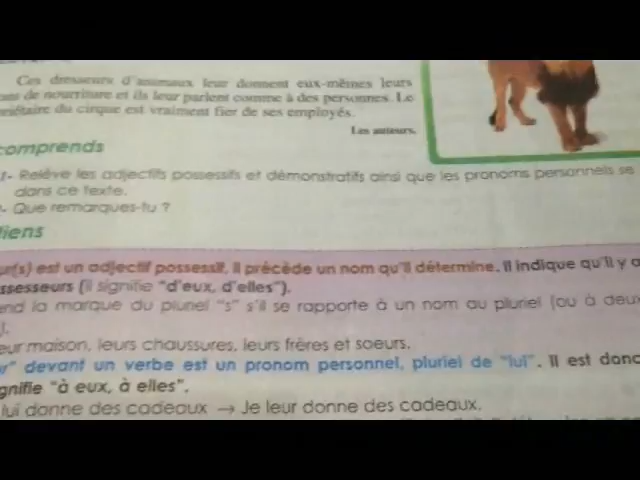 Ces dresseurs d'animaux leur donnent eux-mêmes leurs
de nourriture et ils leur parlent comme à des personnes. Le
du cirque est vraiment fier de ses employés.
Les auteurs.
comprends
1- Relève les adjectifs possessifs et démonstratifs ainsi que les pronoms personnels se
dans ce texte.
- Que remarques-tu ?
tiens
ur(s) est un adjectif possessif, il précède un nom qu'il détermine. Il indique qu'il y a
ssesseurs (il signifie "d'eux, d'elles").
end la marque du pluriel "s" s'il se rapporte à un nom au pluriel (ou à deux
).
eur maison, leurs chaussures, leurs frères et soeurs.
ur" devant un verbe est un pronom personnel, pluriel de "lui". Il est donc
gnifie "à eux, à elles".
lui donne des cadeaux → Je leur donne des cadeaux.